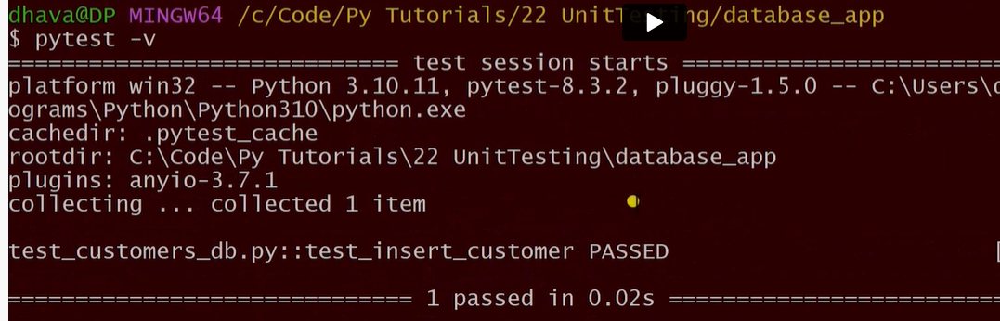 dhava@DP MINGW64 /c/Code/Py Tutorials/22 ng/database_app
$ pytest -v
============================= test session starts =========================
platform win32 -- Python 3.10.11, pytest-8.3.2, pluggy-1.5.0 -- C:\Users\
ograms\Python\Python310\python.exe
cachedir: .pytest_cache
rootdir: C:\Code\Py Tutorials\22 UnitTesting\database_app
plugins: anyio-3.7.1
collecting ... collected 1 item
test_customers_db.py::test_insert_customer PASSED [
============================== 1 passed in 0.02s ==========================